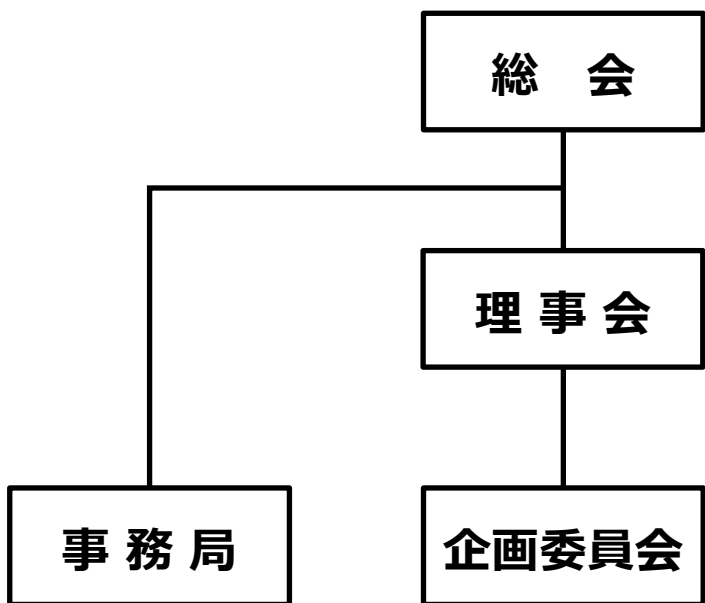 総　会
理 事 会
事 務 局
企画委員会